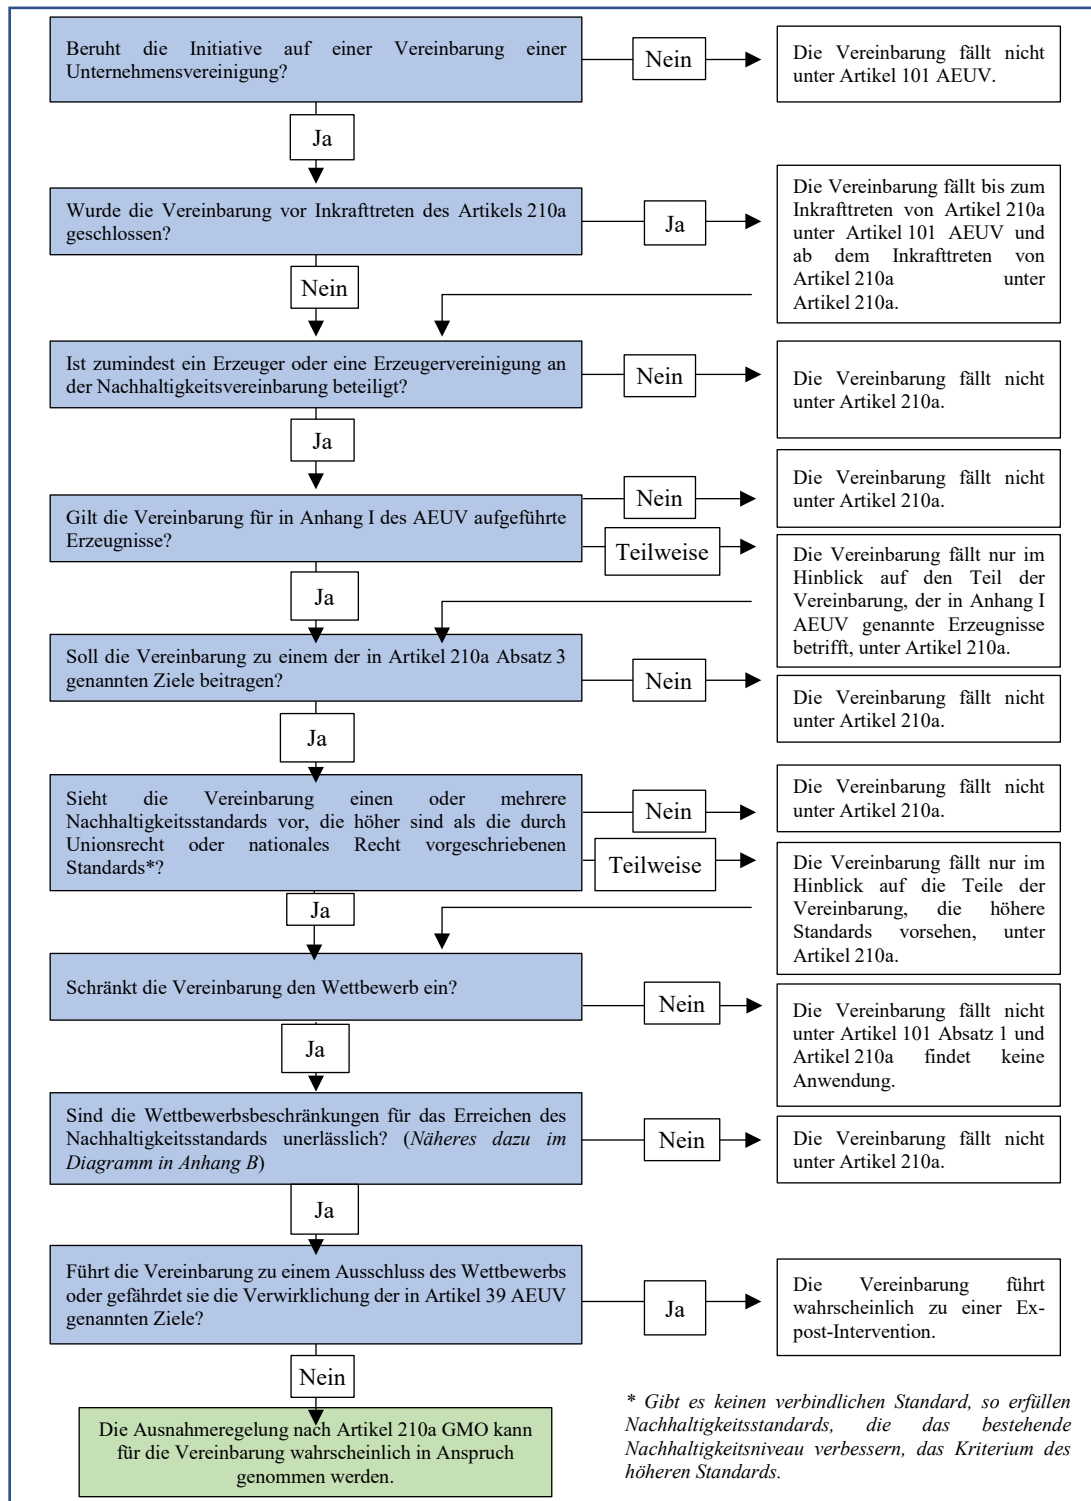 Beruht die Initiative auf einer Vereinbarung einer
Unternehmensvereinigung?
Nein
Die Vereinbarung fällt nicht
unter Artikel 101 AEUV.
Ja
Wurde die Vereinbarung vor Inkrafttreten des Artikels 210a
geschlossen?
Ja
Die Vereinbarung fällt bis zum
Inkrafttreten von Artikel 210a
unter Artikel 101 AEUV und
ab dem Inkrafttreten von
Artikel 210a unter
Artikel 210a.
Nein
Ist zumindest ein Erzeuger oder eine Erzeugervereinigung an
der Nachhaltigkeitsvereinbarung beteiligt?
Nein
Die Vereinbarung fällt nicht
unter Artikel 210a.
Ja
Gilt die Vereinbarung für in Anhang I des AEUV aufgeführte
Erzeugnisse?
Nein
Die Vereinbarung fällt nicht
unter Artikel 210a.
Teilweise
Die Vereinbarung fällt nur im
Hinblick auf den Teil der
Vereinbarung, der in Anhang I
AEUV genannte Erzeugnisse
betrifft, unter Artikel 210a.
Ja
Soll die Vereinbarung zu einem der in Artikel 210a Absatz 3
genannten Ziele beitragen?
Nein
Die Vereinbarung fällt nicht
unter Artikel 210a.
Ja
Sieht die Vereinbarung einen oder mehrere
Nachhaltigkeitsstandards vor, die höher sind als die durch
Unionsrecht oder nationales Recht vorgeschriebenen
Standards*?
Nein
Die Vereinbarung fällt nicht
unter Artikel 210a.
Teilweise
Die Vereinbarung fällt nur im
Hinblick auf die Teile der
Vereinbarung, die höhere
Standards vorsehen, unter
Artikel 210a.
Ja
Schränkt die Vereinbarung den Wettbewerb ein?
Nein
Die Vereinbarung fällt nicht
unter Artikel 101 Absatz 1 und
Artikel 210a findet keine
Anwendung.
Ja
Sind die Wettbewerbsbeschränkungen für das Erreichen des
Nachhaltigkeitsstandards unerlässlich? (Näheres dazu im
Diagramm in Anhang B)
Nein
Die Vereinbarung fällt nicht
unter Artikel 210a.
Ja
Führt die Vereinbarung zu einem Ausschluss des Wettbewerbs
oder gefährdet sie die Verwirklichung der in Artikel 39 AEUV
genannten Ziele?
Ja
Die Vereinbarung führt
wahrscheinlich zu einer Ex-
post-Intervention.
Nein
Die Ausnahmeregelung nach Artikel 210a GMO kann
für die Vereinbarung wahrscheinlich in Anspruch
genommen werden.
* Gibt es keinen verbindlichen Standard, so erfüllen
Nachhaltigkeitsstandards, die das bestehende
Nachhaltigkeitsniveau verbessern, das Kriterium des
höheren Standards.